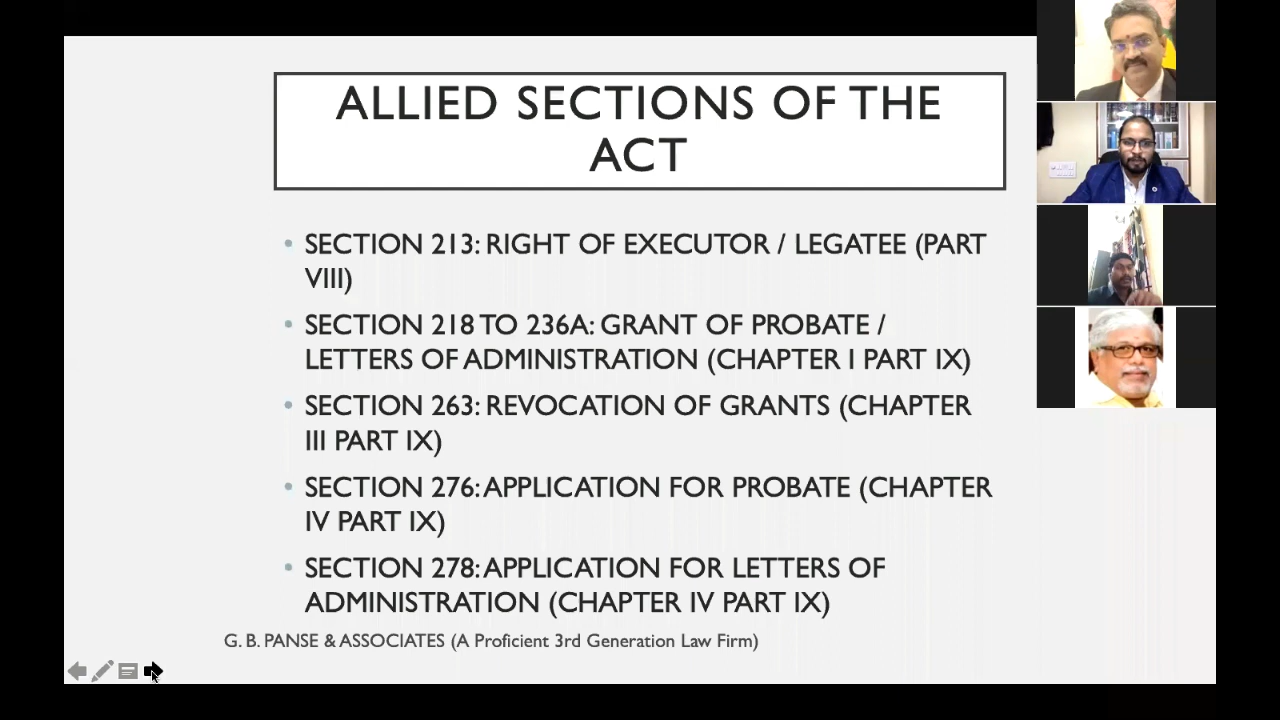 ALLIED SECTIONS OF THE
ACT
• SECTION 213: RIGHT OF EXECUTOR / LEGATEE (PART
VIII)
• SECTION 218 TO 236A: GRANT OF PROBATE /
LETTERS OF ADMINISTRATION (CHAPTER I PART IX)
• SECTION 263: REVOCATION OF GRANTS (CHAPTER
III PART IX)
• SECTION 276: APPLICATION FOR PROBATE (CHAPTER
IV PART IX)
• SECTION 278: APPLICATION FOR LETTERS OF
ADMINISTRATION (CHAPTER IV PART IX)
G. B. PANSE & ASSOCIATES (A Proficient 3rd Generation Law Firm)